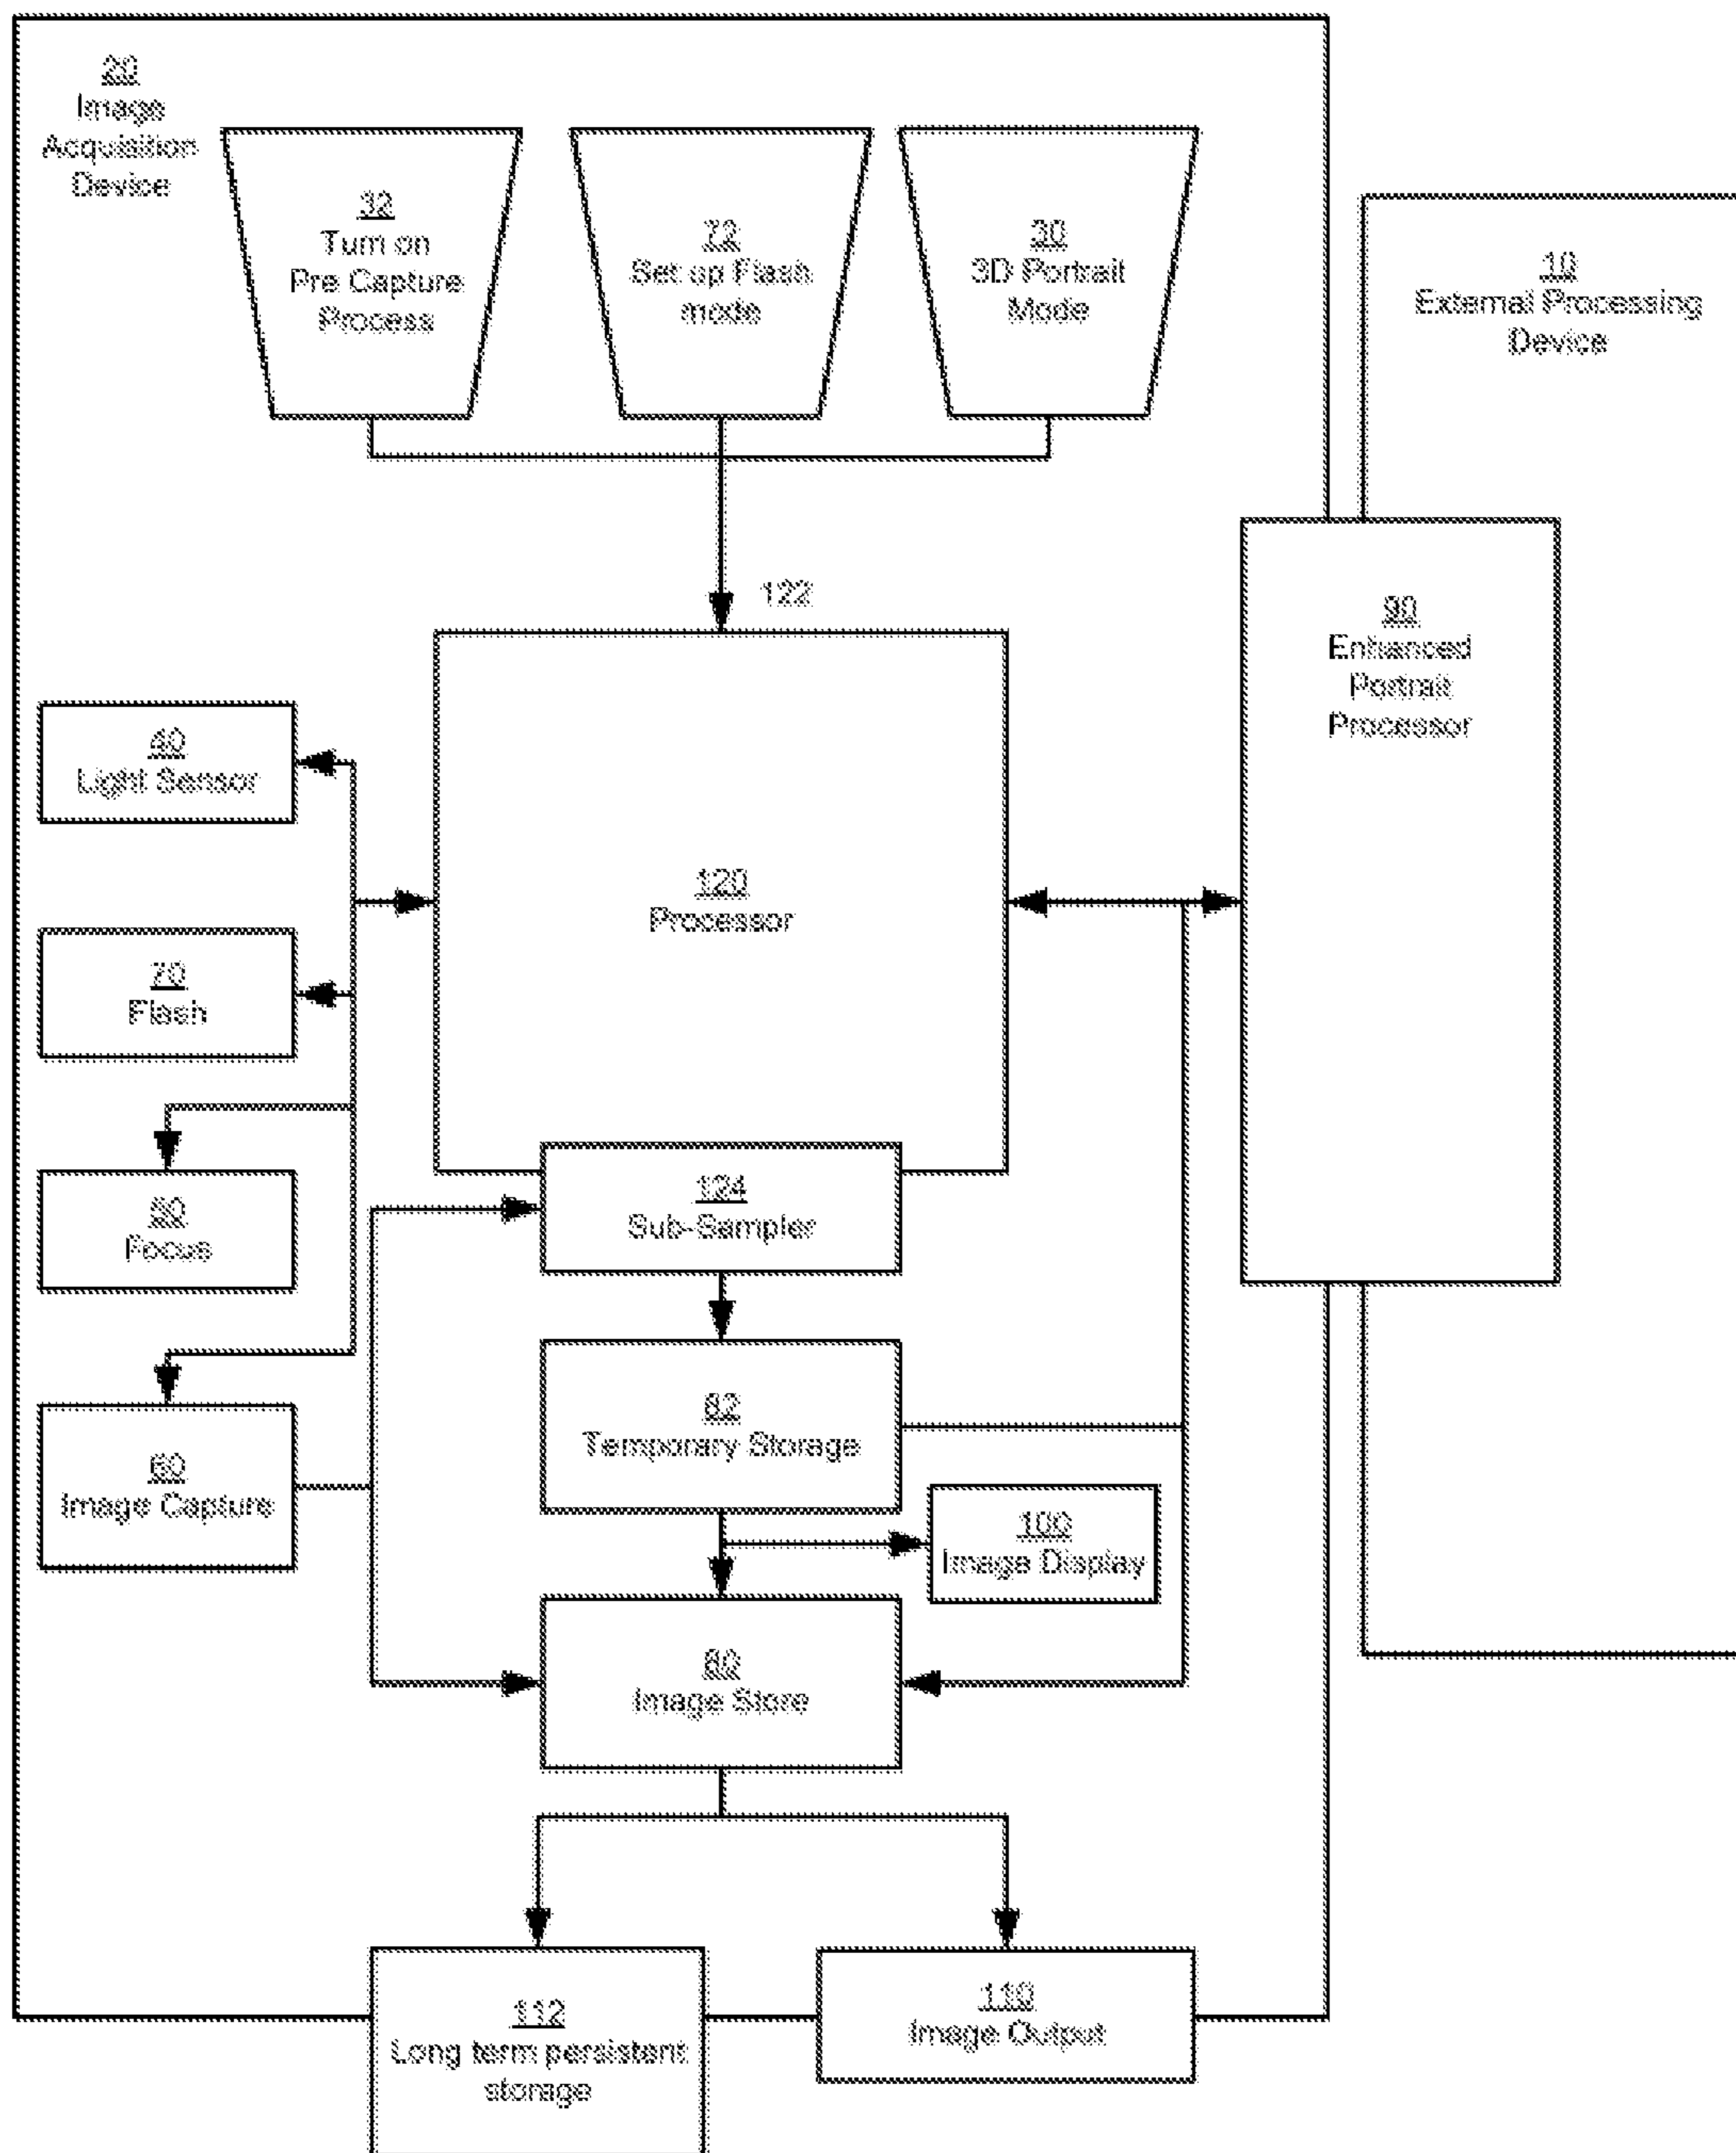 20
Image
Acquisition
Device
32
Turn on
Pre Capture
Process
72
Set up Flash
mode
30
3D Portrait
Mode
10
External Processing
Device
122
90
Enhanced
Portrait
Processor
40
Light Sensor
120
Processor
70
Flash
50
Focus
124
Sub-Sampler
82
Temporary Storage
60
Image Capture
100
Image Display
80
Image Store
112
Long term persistent
storage
110
Image Output